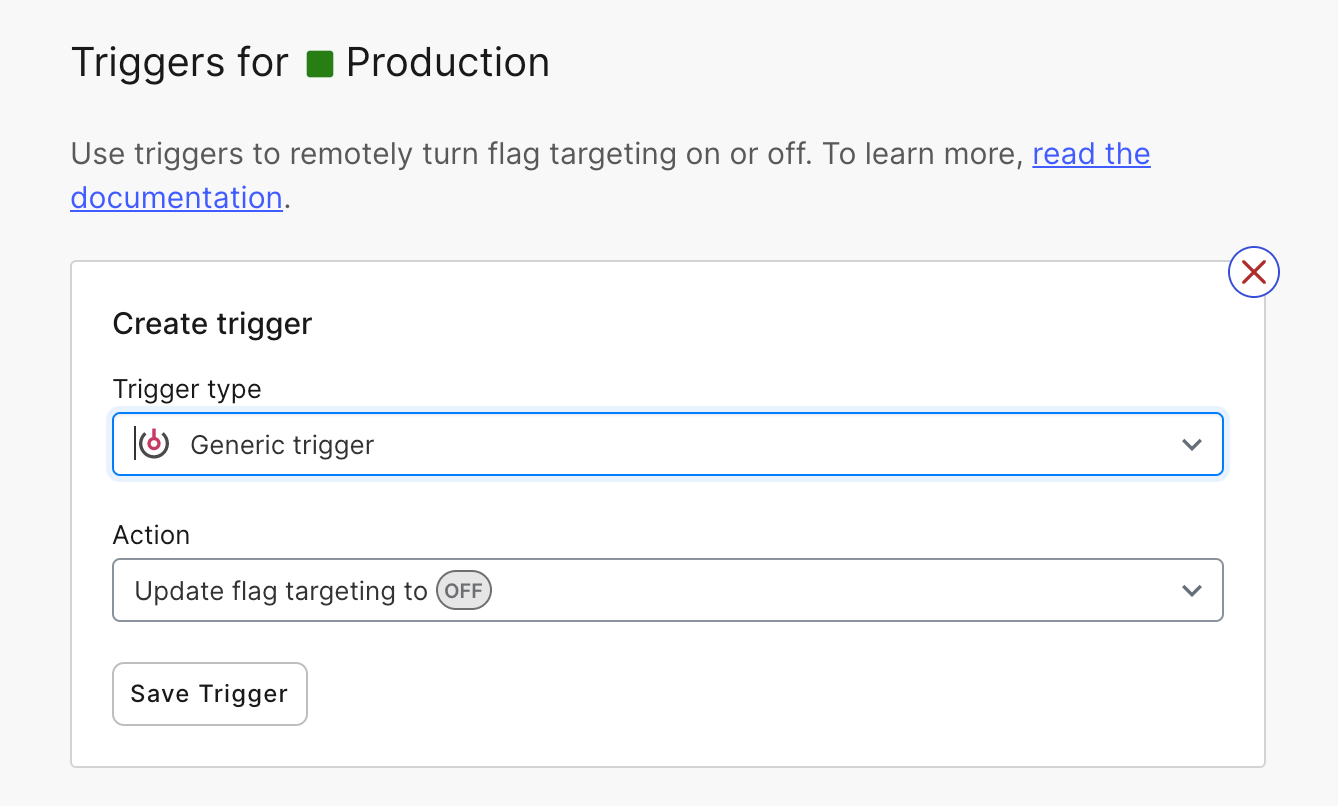 Triggers for Production
Use triggers to remotely turn flag targeting on or off. To learn more, read the
documentation.
Create trigger
Trigger type
Generic trigger
Action
Update flag targeting to OFF
Save Trigger